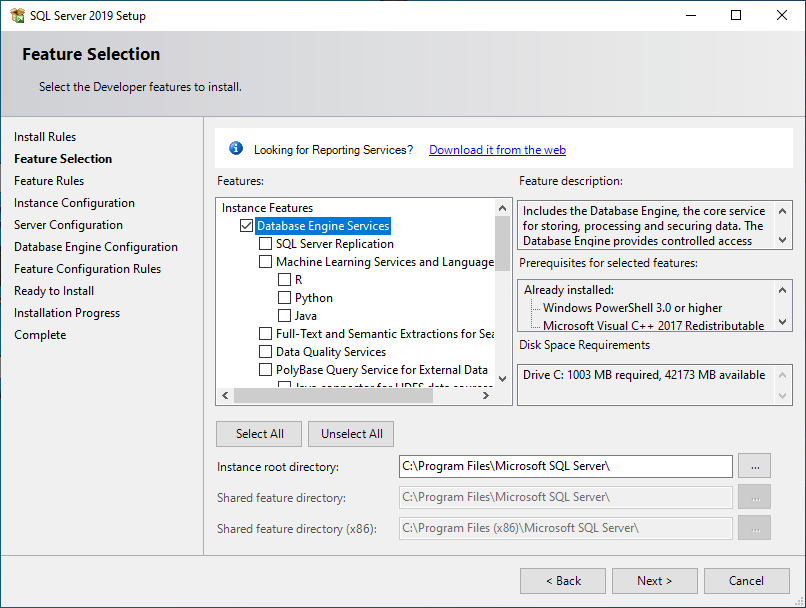 SQL Server 2019 Setup
Feature Selection
Select the Developer features to install.
Install Rules
Feature Selection
Feature Rules
Instance Configuration
Server Configuration
Database Engine Configuration
Feature Configuration Rules
Ready to Install
Installation Progress
Complete
Looking for Reporting Services? Download it from the web
Features:
Instance Features
Database Engine Services
SQL Server Replication
Machine Learning Services and Language
R
Python
Java
Full-Text and Semantic Extractions for Sea
Data Quality Services
PolyBase Query Service for External Data
Java connector for HDFS data sources
Feature description:
Includes the Database Engine, the core service
for storing, processing and securing data. The
Database Engine provides controlled access
Prerequisites for selected features:
Already installed:
Windows PowerShell 3.0 or higher
Microsoft Visual C++ 2017 Redistributable
Disk Space Requirements
Drive C: 1003 MB required, 42173 MB available
Select All
Unselect All
Instance root directory:
C:\Program Files\Microsoft SQL Server\
...
Shared feature directory:
C:\Program Files\Microsoft SQL Server\
...
Shared feature directory (x86):
C:\Program Files (x86)\Microsoft SQL Server\
...
< Back
Next >
Cancel